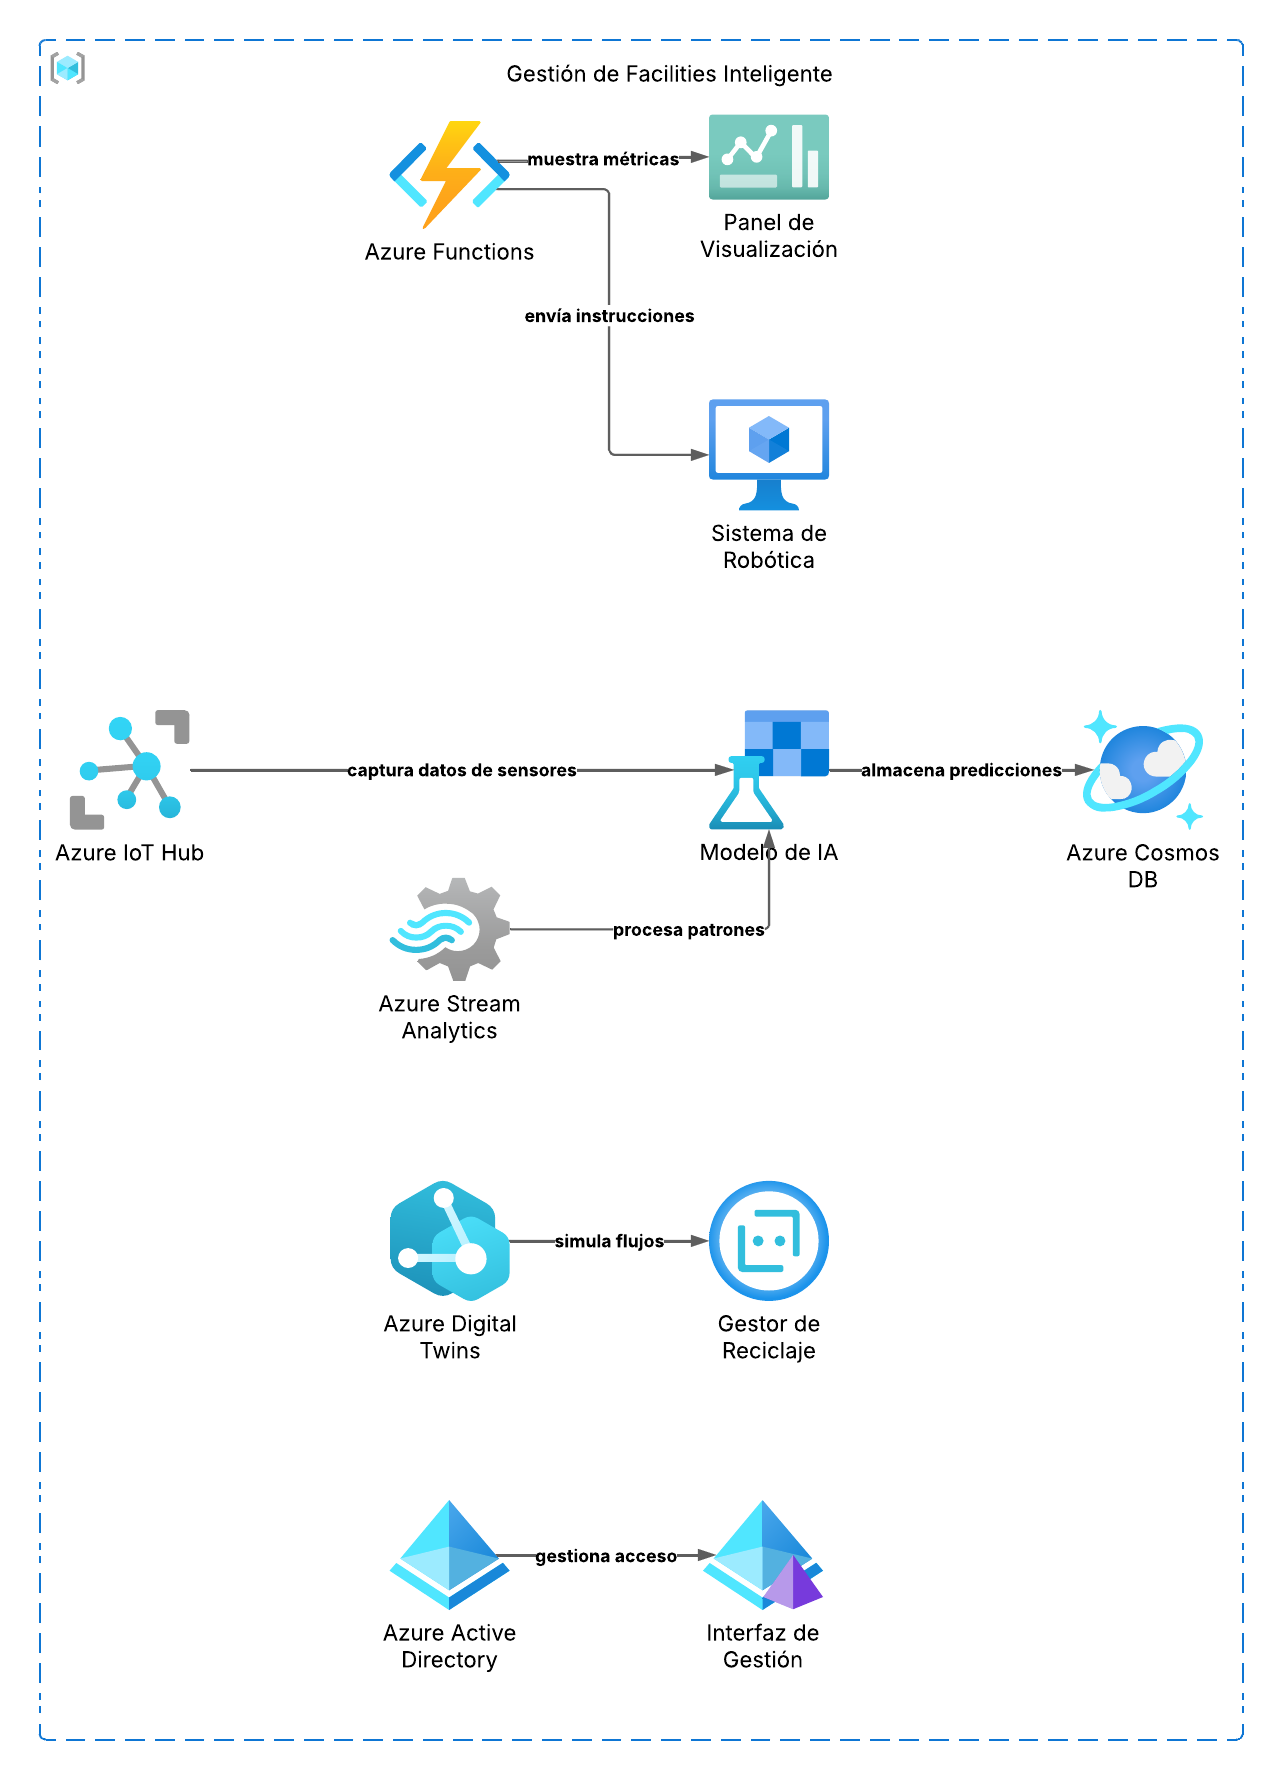 Gestión de Facilities Inteligente
muestra métricas
Azure Functions
Panel de
Visualización
envía instrucciones
Sistema de
Robótica
captura datos de sensores
almacena predicciones
Azure IoT Hub
Modelo de IA
Azure Cosmos
DB
procesa patrones
Azure Stream
Analytics
simula flujos
Azure Digital
Twins
Gestor de
Reciclaje
gestiona acceso
Azure Active
Directory
Interfaz de
Gestión